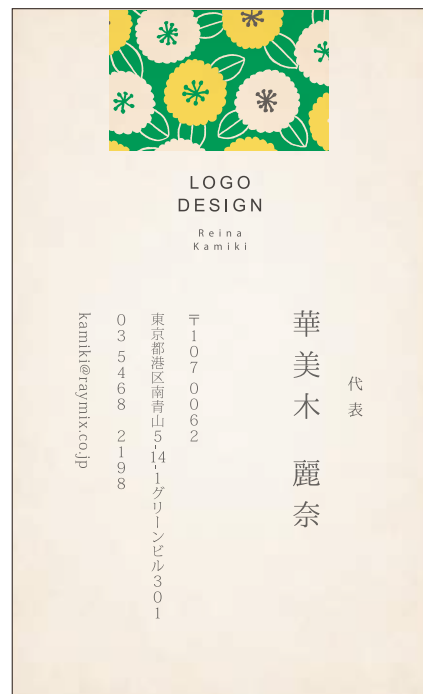 LOGO
DESIGN
Reina
Kamiki
代表
華美木　麗奈
〒107 0062
東京都港区南青山5-14-1グリーンビル301
03 5468 2198
kamiki@raymix.co.jp